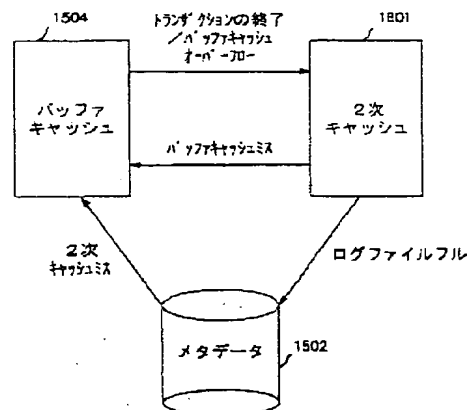 1504
トランザクションの終了
／バッファキャッシュ
オーバーフロー
1801
バッファ
キャッシュ
2次
キャッシュ
バッファキャッシュミス
2次
キャッシュミス
ログファイルフル
メタデータ
1502